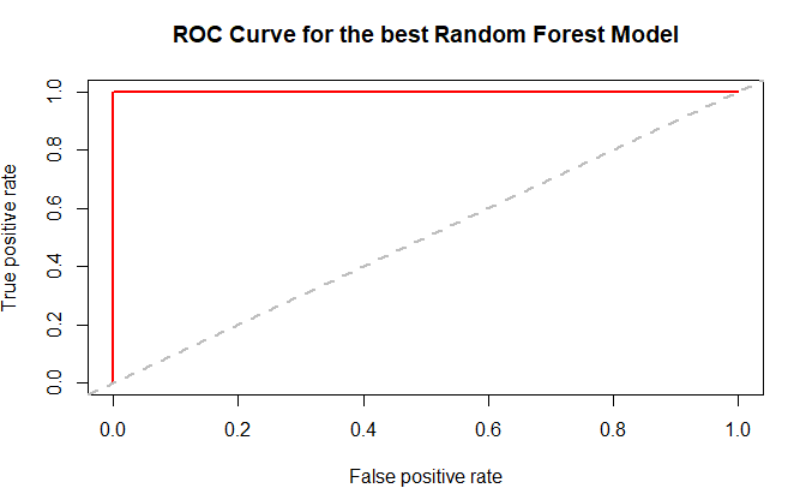 ROC Curve for the best Random Forest Model
True positive rate
1.0
0.8
0.6
0.4
0.2
0.0
0.0 0.2 0.4 0.6 0.8 1.0
False positive rate